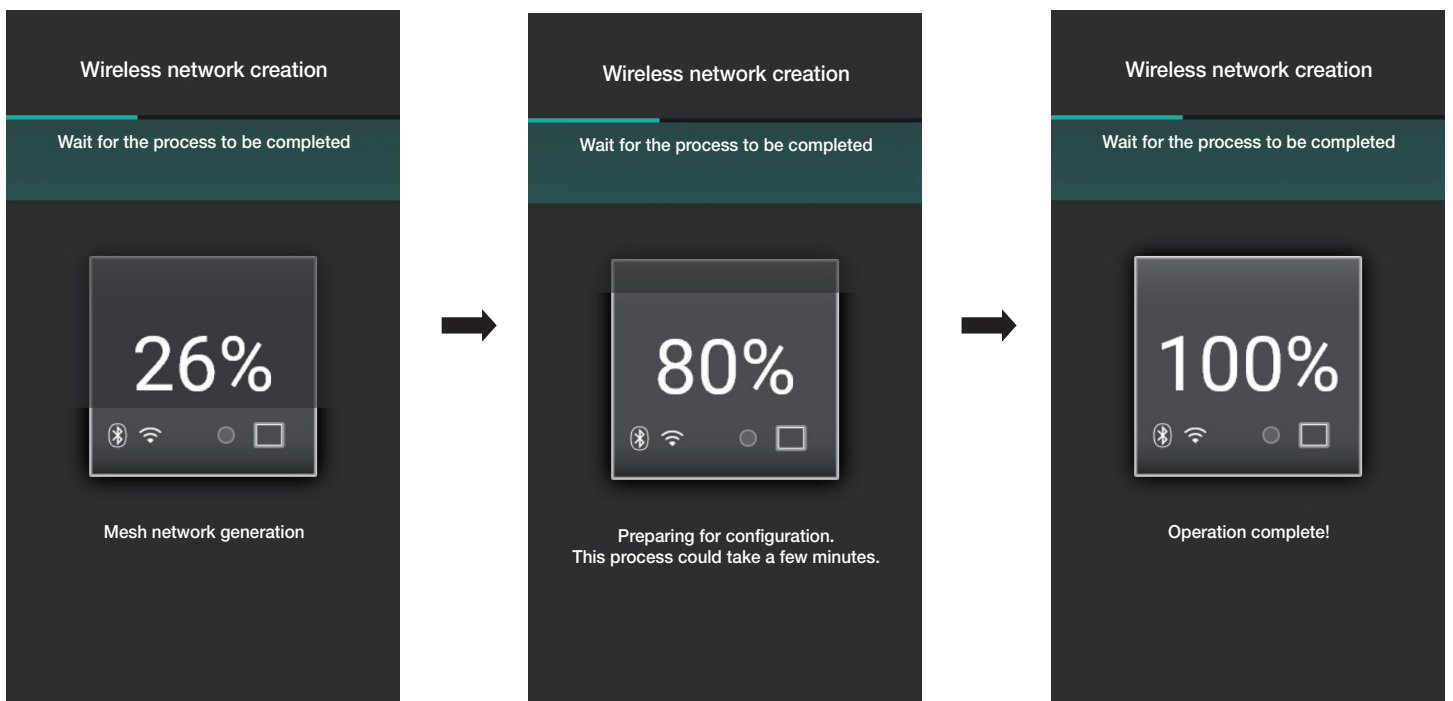 Wireless network creation
Wait for the process to be completed
26%
Mesh network generation
Wireless network creation
Wait for the process to be completed
80%
Preparing for configuration.
This process could take a few minutes.
Wireless network creation
Wait for the process to be completed
100%
Operation complete!